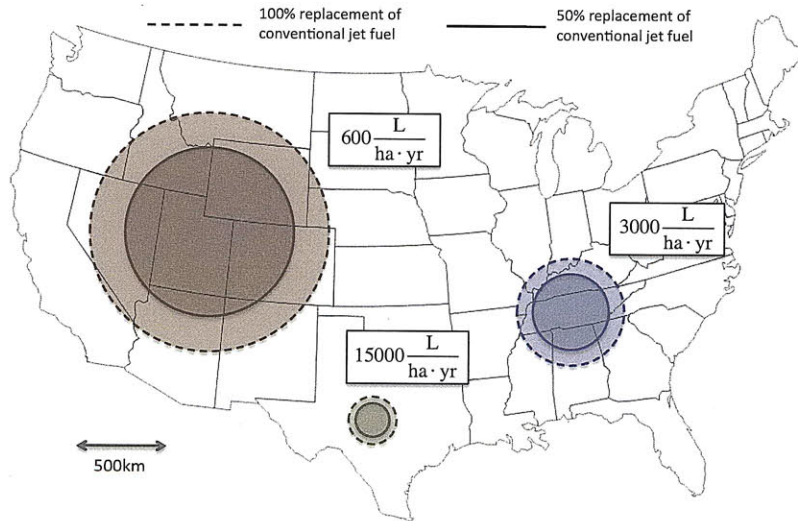 100% replacement of
conventional jet fuel
50% replacement of
conventional jet fuel
600 L
ha · yr
3000 L
ha · yr
15000 L
ha · yr
500km